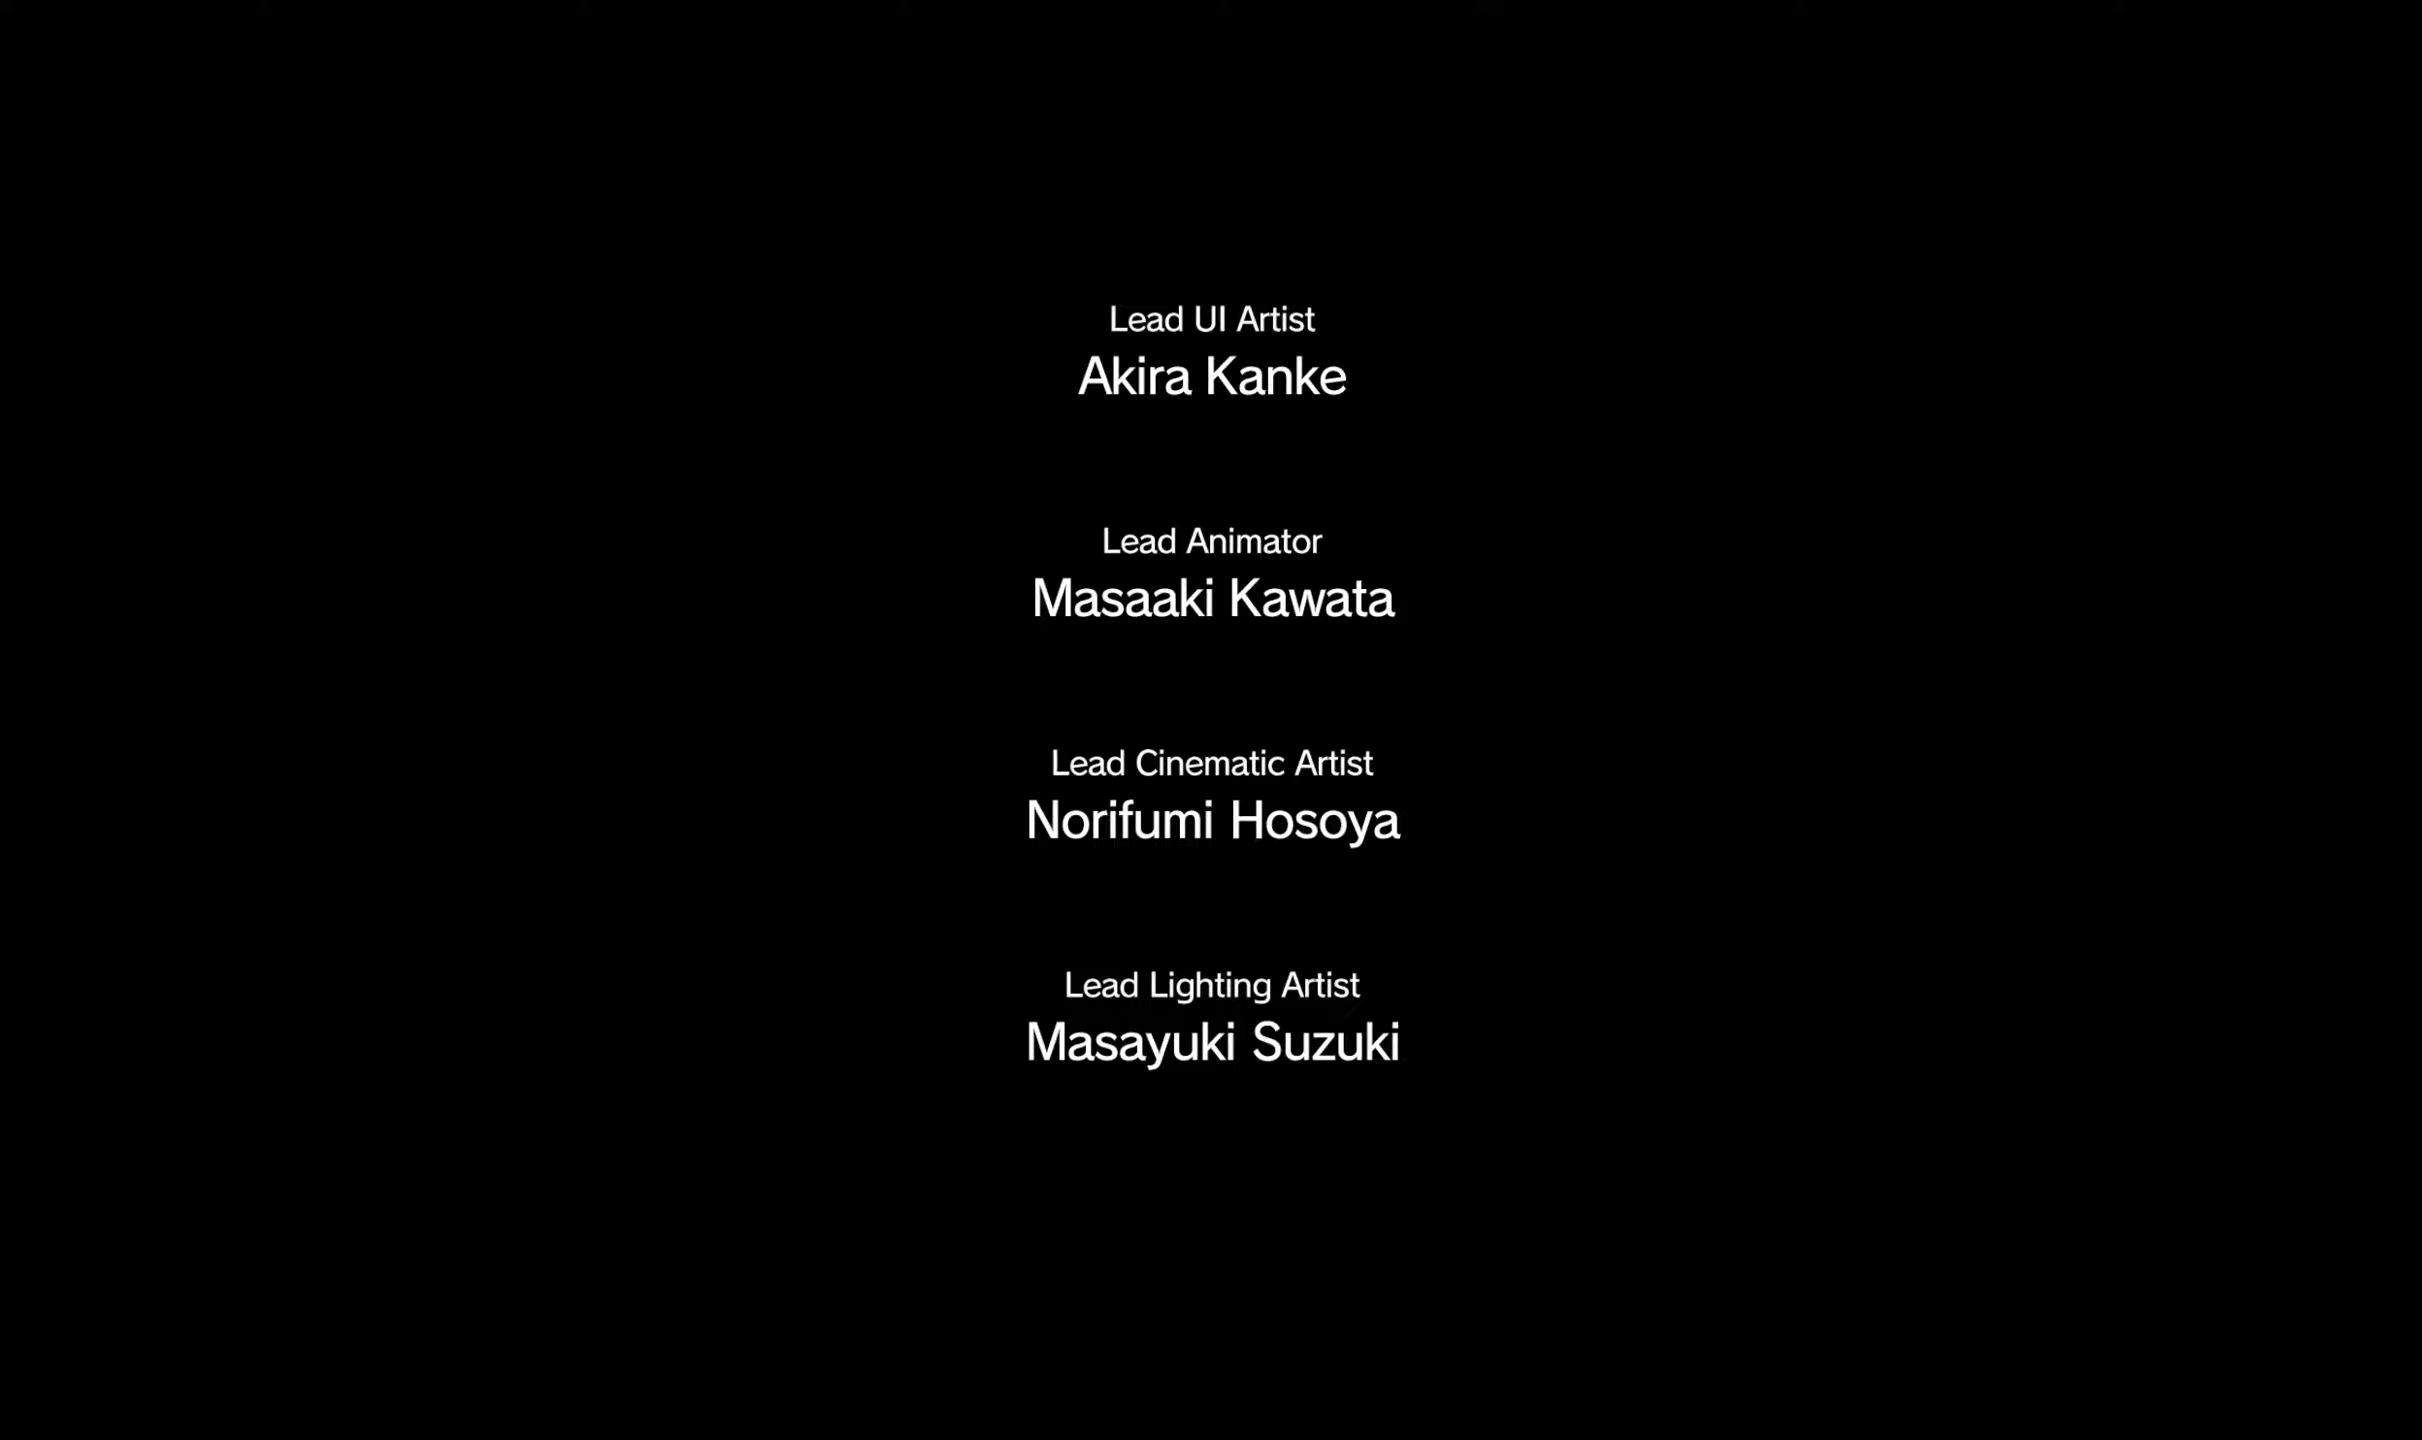 Lead UI Artist
Akira Kanke
Lead Animator
Masaaki Kawata
Lead Cinematic Artist
Norifumi Hosoya
Lead Lighting Artist
Masayuki Suzuki